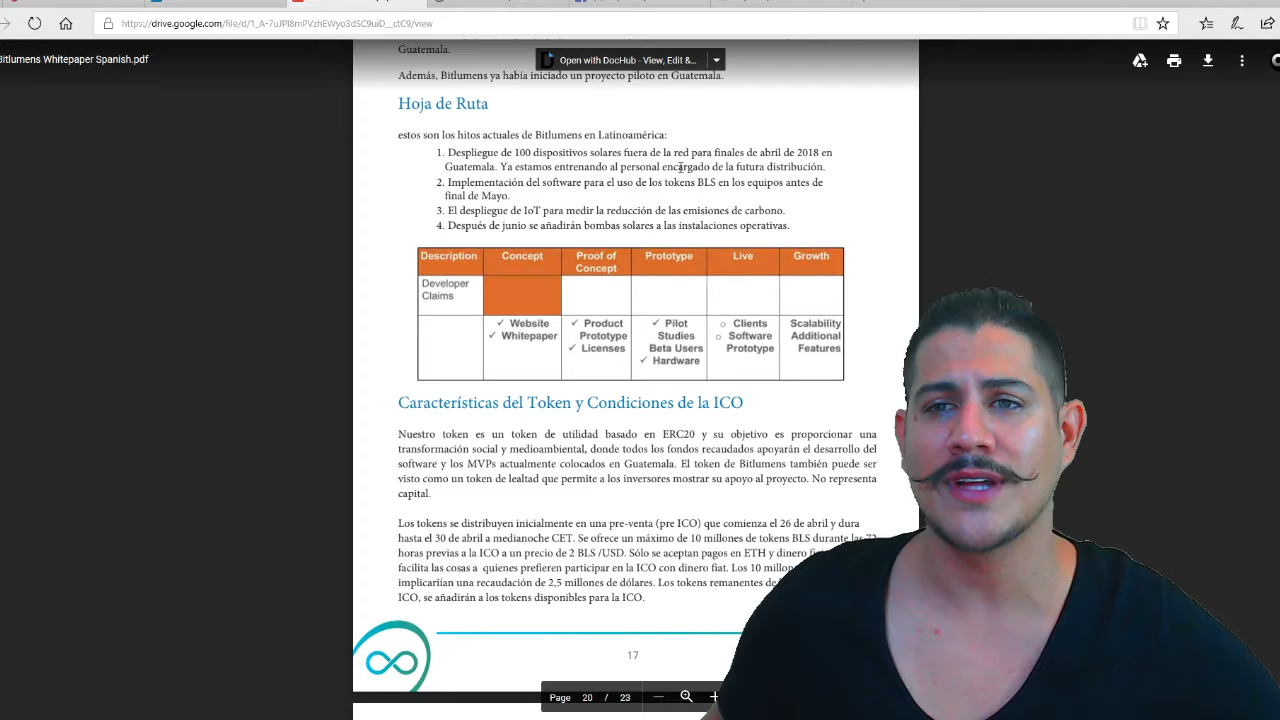 https://drive.google.com/file/d/1_A-7uJPl8mPVzhEWyo3dSC9uiD__ctC9/view
Bitlumens Whitepaper Spanish.pdf
Open with DocHub - View, Edit &...
Guatemala.
Además, Bitlumens ya había iniciado un proyecto piloto en Guatemala.
Hoja de Ruta
estos son los hitos actuales de Bitlumens en Latinoamérica:
1. Despliegue de 100 dispositivos solares fuera de la red para finales de abril de 2018 en
Guatemala. Ya estamos entrenando al personal encargado de la futura distribución.
2. Implementación del software para el uso de los tokens BLS en los equipos antes de
final de Mayo.
3. El despliegue de IoT para medir la reducción de las emisiones de carbono.
4. Después de junio se añadirán bombas solares a las instalaciones operativas.
Description Concept Proof of Concept Prototype Live Growth
Developer Claims
✓ Website ✓ Product ✓ Pilot ○ Clients Scalability
✓ Whitepaper Prototype Studies ○ Software Additional
✓ Licenses Beta Users Prototype Features
✓ Hardware
Características del Token y Condiciones de la ICO
Nuestro token es un token de utilidad basado en ERC20 y su objetivo es proporcionar una
transformación social y medioambiental, donde todos los fondos recaudados apoyarán el desarrollo del
software y los MVPs actualmente colocados en Guatemala. El token de Bitlumens también puede ser
visto como un token de lealtad que permite a los inversores mostrar su apoyo al proyecto. No representa
capital.
Los tokens se distribuyen inicialmente en una pre-venta (pre ICO) que comienza el 26 de abril y dura
hasta el 30 de abril a medianoche CET. Se ofrece un máximo de 10 millones de tokens BLS durante las 72
horas previas a la ICO a un precio de 2 BLS /USD. Sólo se aceptan pagos en ETH y dinero
facilita las cosas a quienes prefieren participar en la ICO con dinero fiat. Los 10
implicaríian una recaudación de 2,5 millones de dólares. Los tokens remanentes de
ICO, se añadirán a los tokens disponibles para la ICO.
17
Page 20 / 23